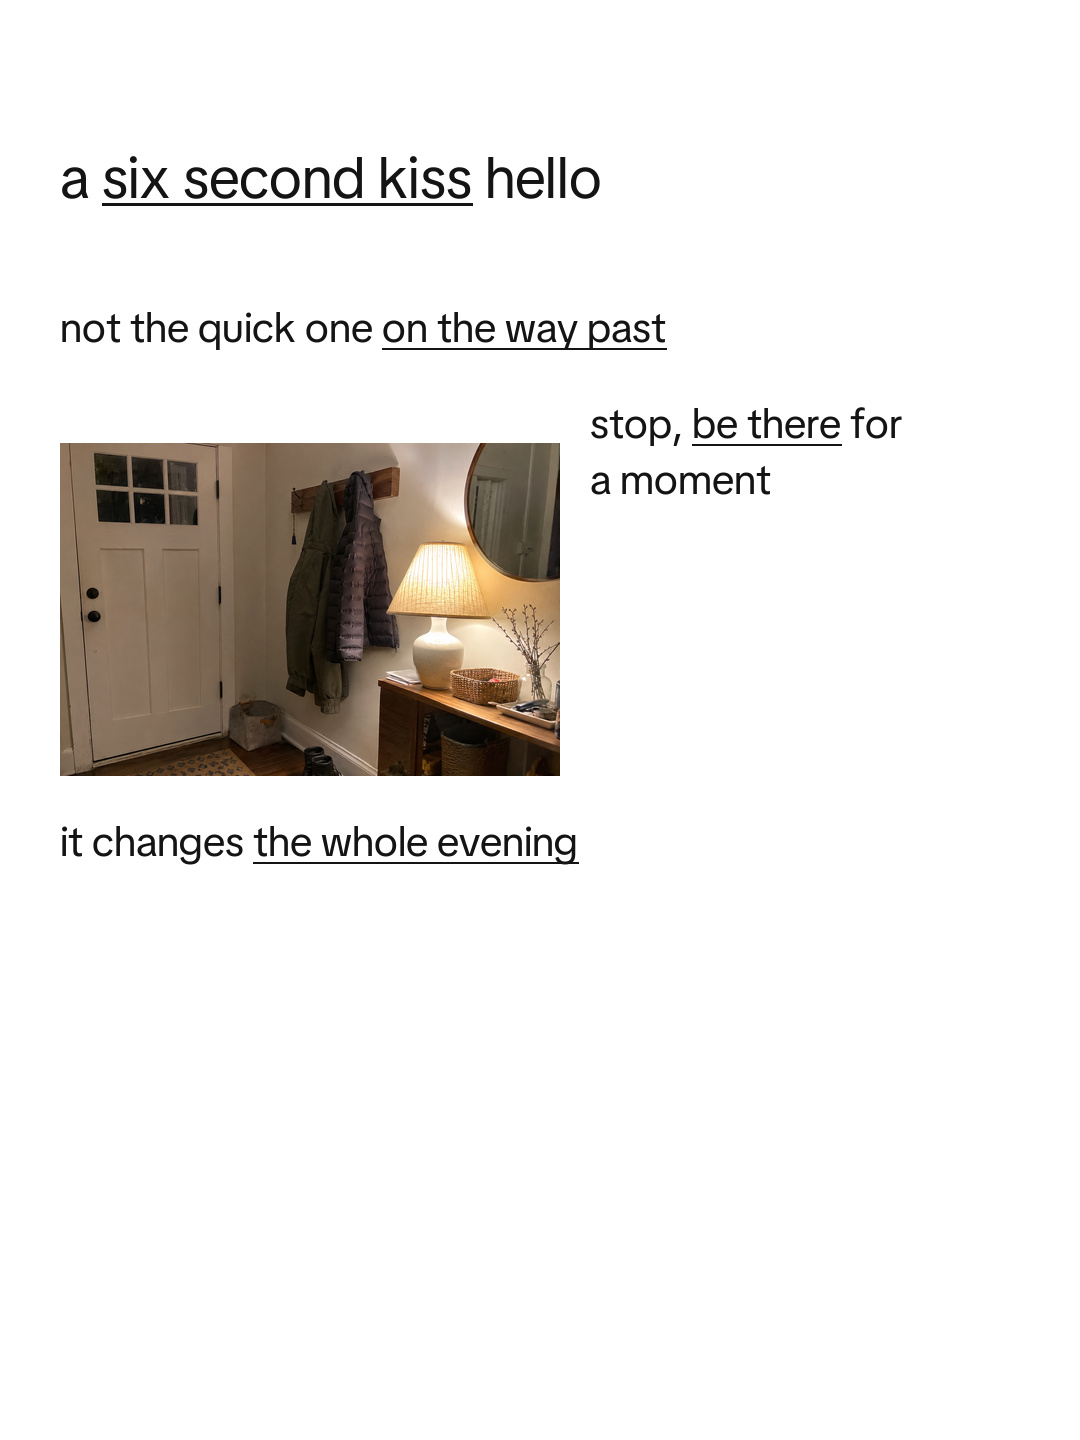 a six second kiss hello
not the quick one on the way past
stop, be there for
a moment
it changes the whole evening